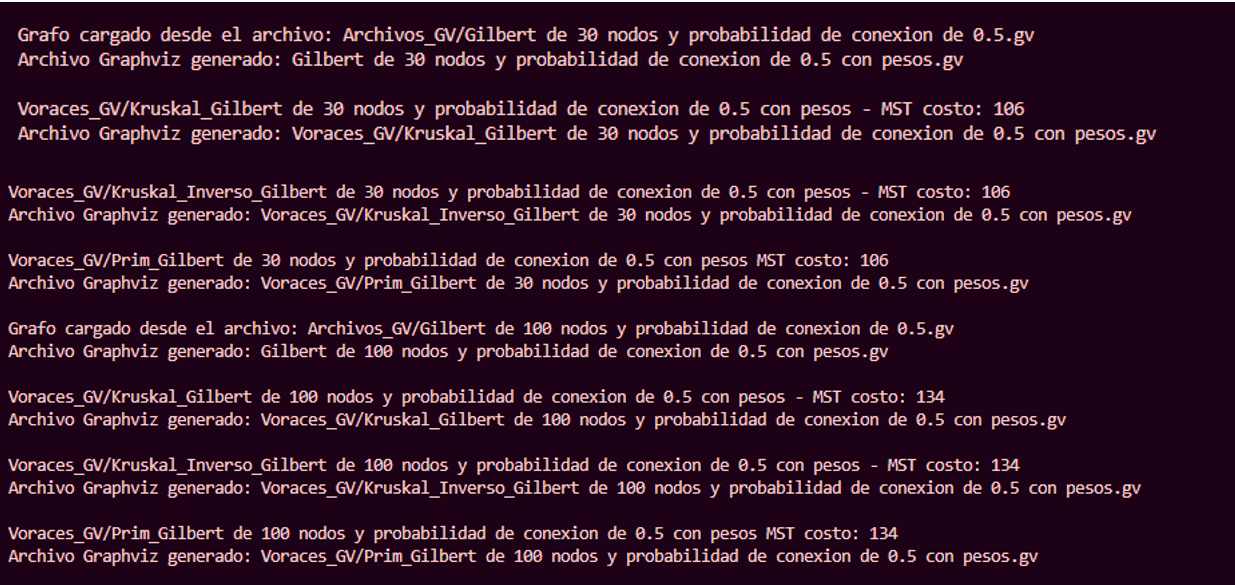 Grafo cargado desde el archivo: Archivos_GV/Gilbert de 30 nodos y probabilidad de conexion de 0.5.gv
Archivo Graphviz generado: Gilbert de 30 nodos y probabilidad de conexion de 0.5 con pesos.gv
Voraces_GV/Kruskal_Gilbert de 30 nodos y probabilidad de conexion de 0.5 con pesos - MST costo: 106
Archivo Graphviz generado: Voraces_GV/Kruskal_Gilbert de 30 nodos y probabilidad de conexion de 0.5 con pesos.gv
Voraces_GV/Kruskal_Inverso_Gilbert de 30 nodos y probabilidad de conexion de 0.5 con pesos - MST costo: 106
Archivo Graphviz generado: Voraces_GV/Kruskal_Inverso_Gilbert de 30 nodos y probabilidad de conexion de 0.5 con pesos.gv
Voraces_GV/Prim_Gilbert de 30 nodos y probabilidad de conexion de 0.5 con pesos MST costo: 106
Archivo Graphviz generado: Voraces_GV/Prim_Gilbert de 30 nodos y probabilidad de conexion de 0.5 con pesos.gv
Grafo cargado desde el archivo: Archivos_GV/Gilbert de 100 nodos y probabilidad de conexion de 0.5.gv
Archivo Graphviz generado: Gilbert de 100 nodos y probabilidad de conexion de 0.5 con pesos.gv
Voraces_GV/Kruskal_Gilbert de 100 nodos y probabilidad de conexion de 0.5 con pesos - MST costo: 134
Archivo Graphviz generado: Voraces_GV/Kruskal_Gilbert de 100 nodos y probabilidad de conexion de 0.5 con pesos.gv
Voraces_GV/Kruskal_Inverso_Gilbert de 100 nodos y probabilidad de conexion de 0.5 con pesos - MST costo: 134
Archivo Graphviz generado: Voraces_GV/Kruskal_Inverso_Gilbert de 100 nodos y probabilidad de conexion de 0.5 con pesos.gv
Voraces_GV/Prim_Gilbert de 100 nodos y probabilidad de conexion de 0.5 con pesos MST costo: 134
Archivo Graphviz generado: Voraces_GV/Prim_Gilbert de 100 nodos y probabilidad de conexion de 0.5 con pesos.gv